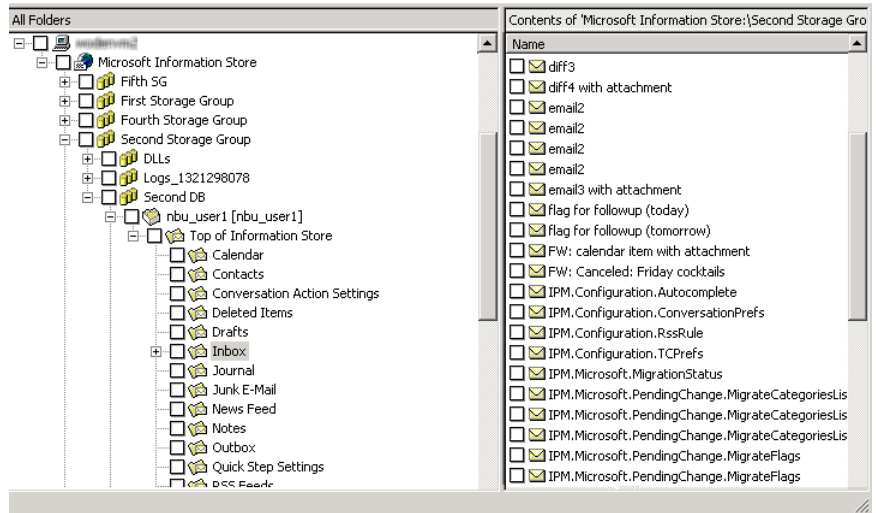 All Folders
Microsoft Information Store
Fifth SG
First Storage Group
Fourth Storage Group
Second Storage Group
DLLs
Logs_1321298078
Second DB
nbu_user1 [nbu_user1]
Top of Information Store
Calendar
Contacts
Conversation Action Settings
Deleted Items
Drafts
Inbox
Journal
Junk E-Mail
News Feed
Notes
Outbox
Quick Step Settings
RSS Feeds
Contents of 'Microsoft Information Store:\Second Storage Gro
Name
diff3
diff4 with attachment
email2
email2
email2
email2
email3 with attachment
flag for followup (today)
flag for followup (tomorrow)
FW: calendar item with attachment
FW: Canceled: Friday cocktails
IPM.Configuration.Autocomplete
IPM.Configuration.ConversationPrefs
IPM.Configuration.RssRule
IPM.Configuration.TCPrefs
IPM.Microsoft.MigrationStatus
IPM.Microsoft.PendingChange.MigrateCategoriesLis
IPM.Microsoft.PendingChange.MigrateCategoriesLis
IPM.Microsoft.PendingChange.MigrateCategoriesLis
IPM.Microsoft.PendingChange.MigrateFlags
IPM.Microsoft.PendingChange.MigrateFlags